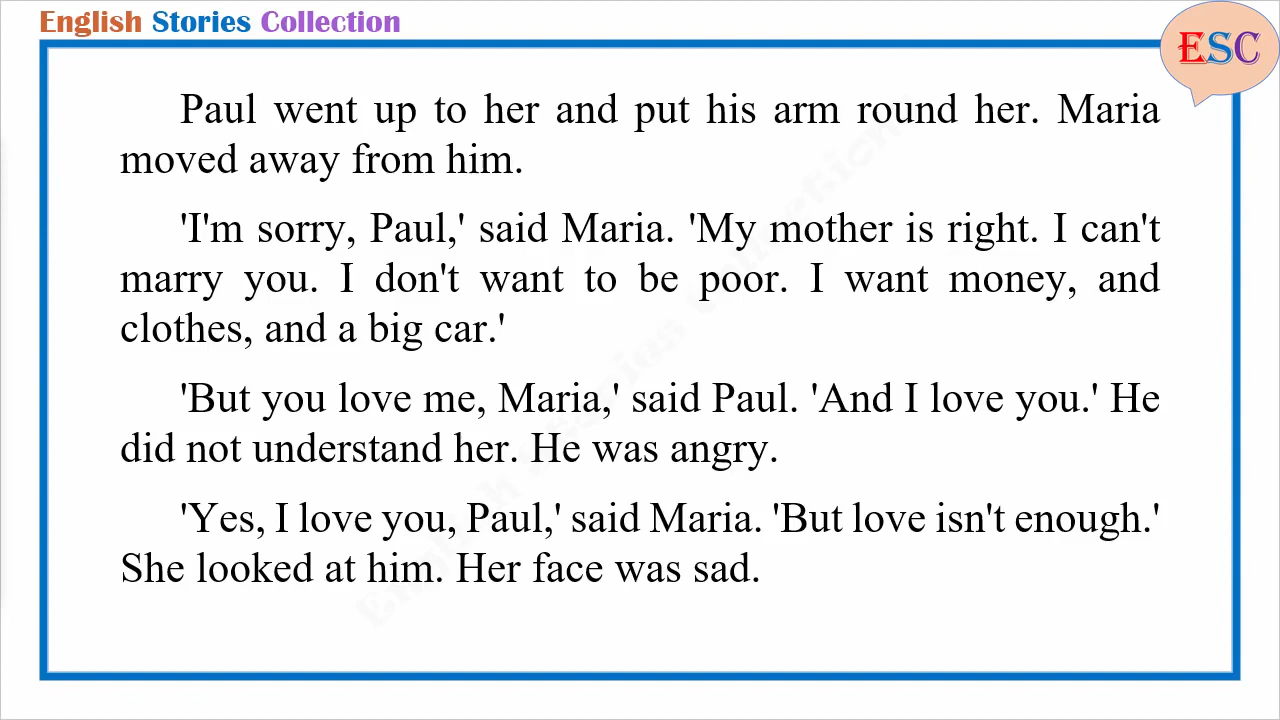 English Stories Collection
ESC
Paul went up to her and put his arm round her. Maria
moved away from him.
'I'm sorry, Paul,' said Maria. 'My mother is right. I can't
marry you. I don't want to be poor. I want money, and
clothes, and a big car.'
'But you love me, Maria,' said Paul. 'And I love you.' He
did not understand her. He was angry.
'Yes, I love you, Paul,' said Maria. 'But love isn't enough.'
She looked at him. Her face was sad.
English Stories Collection